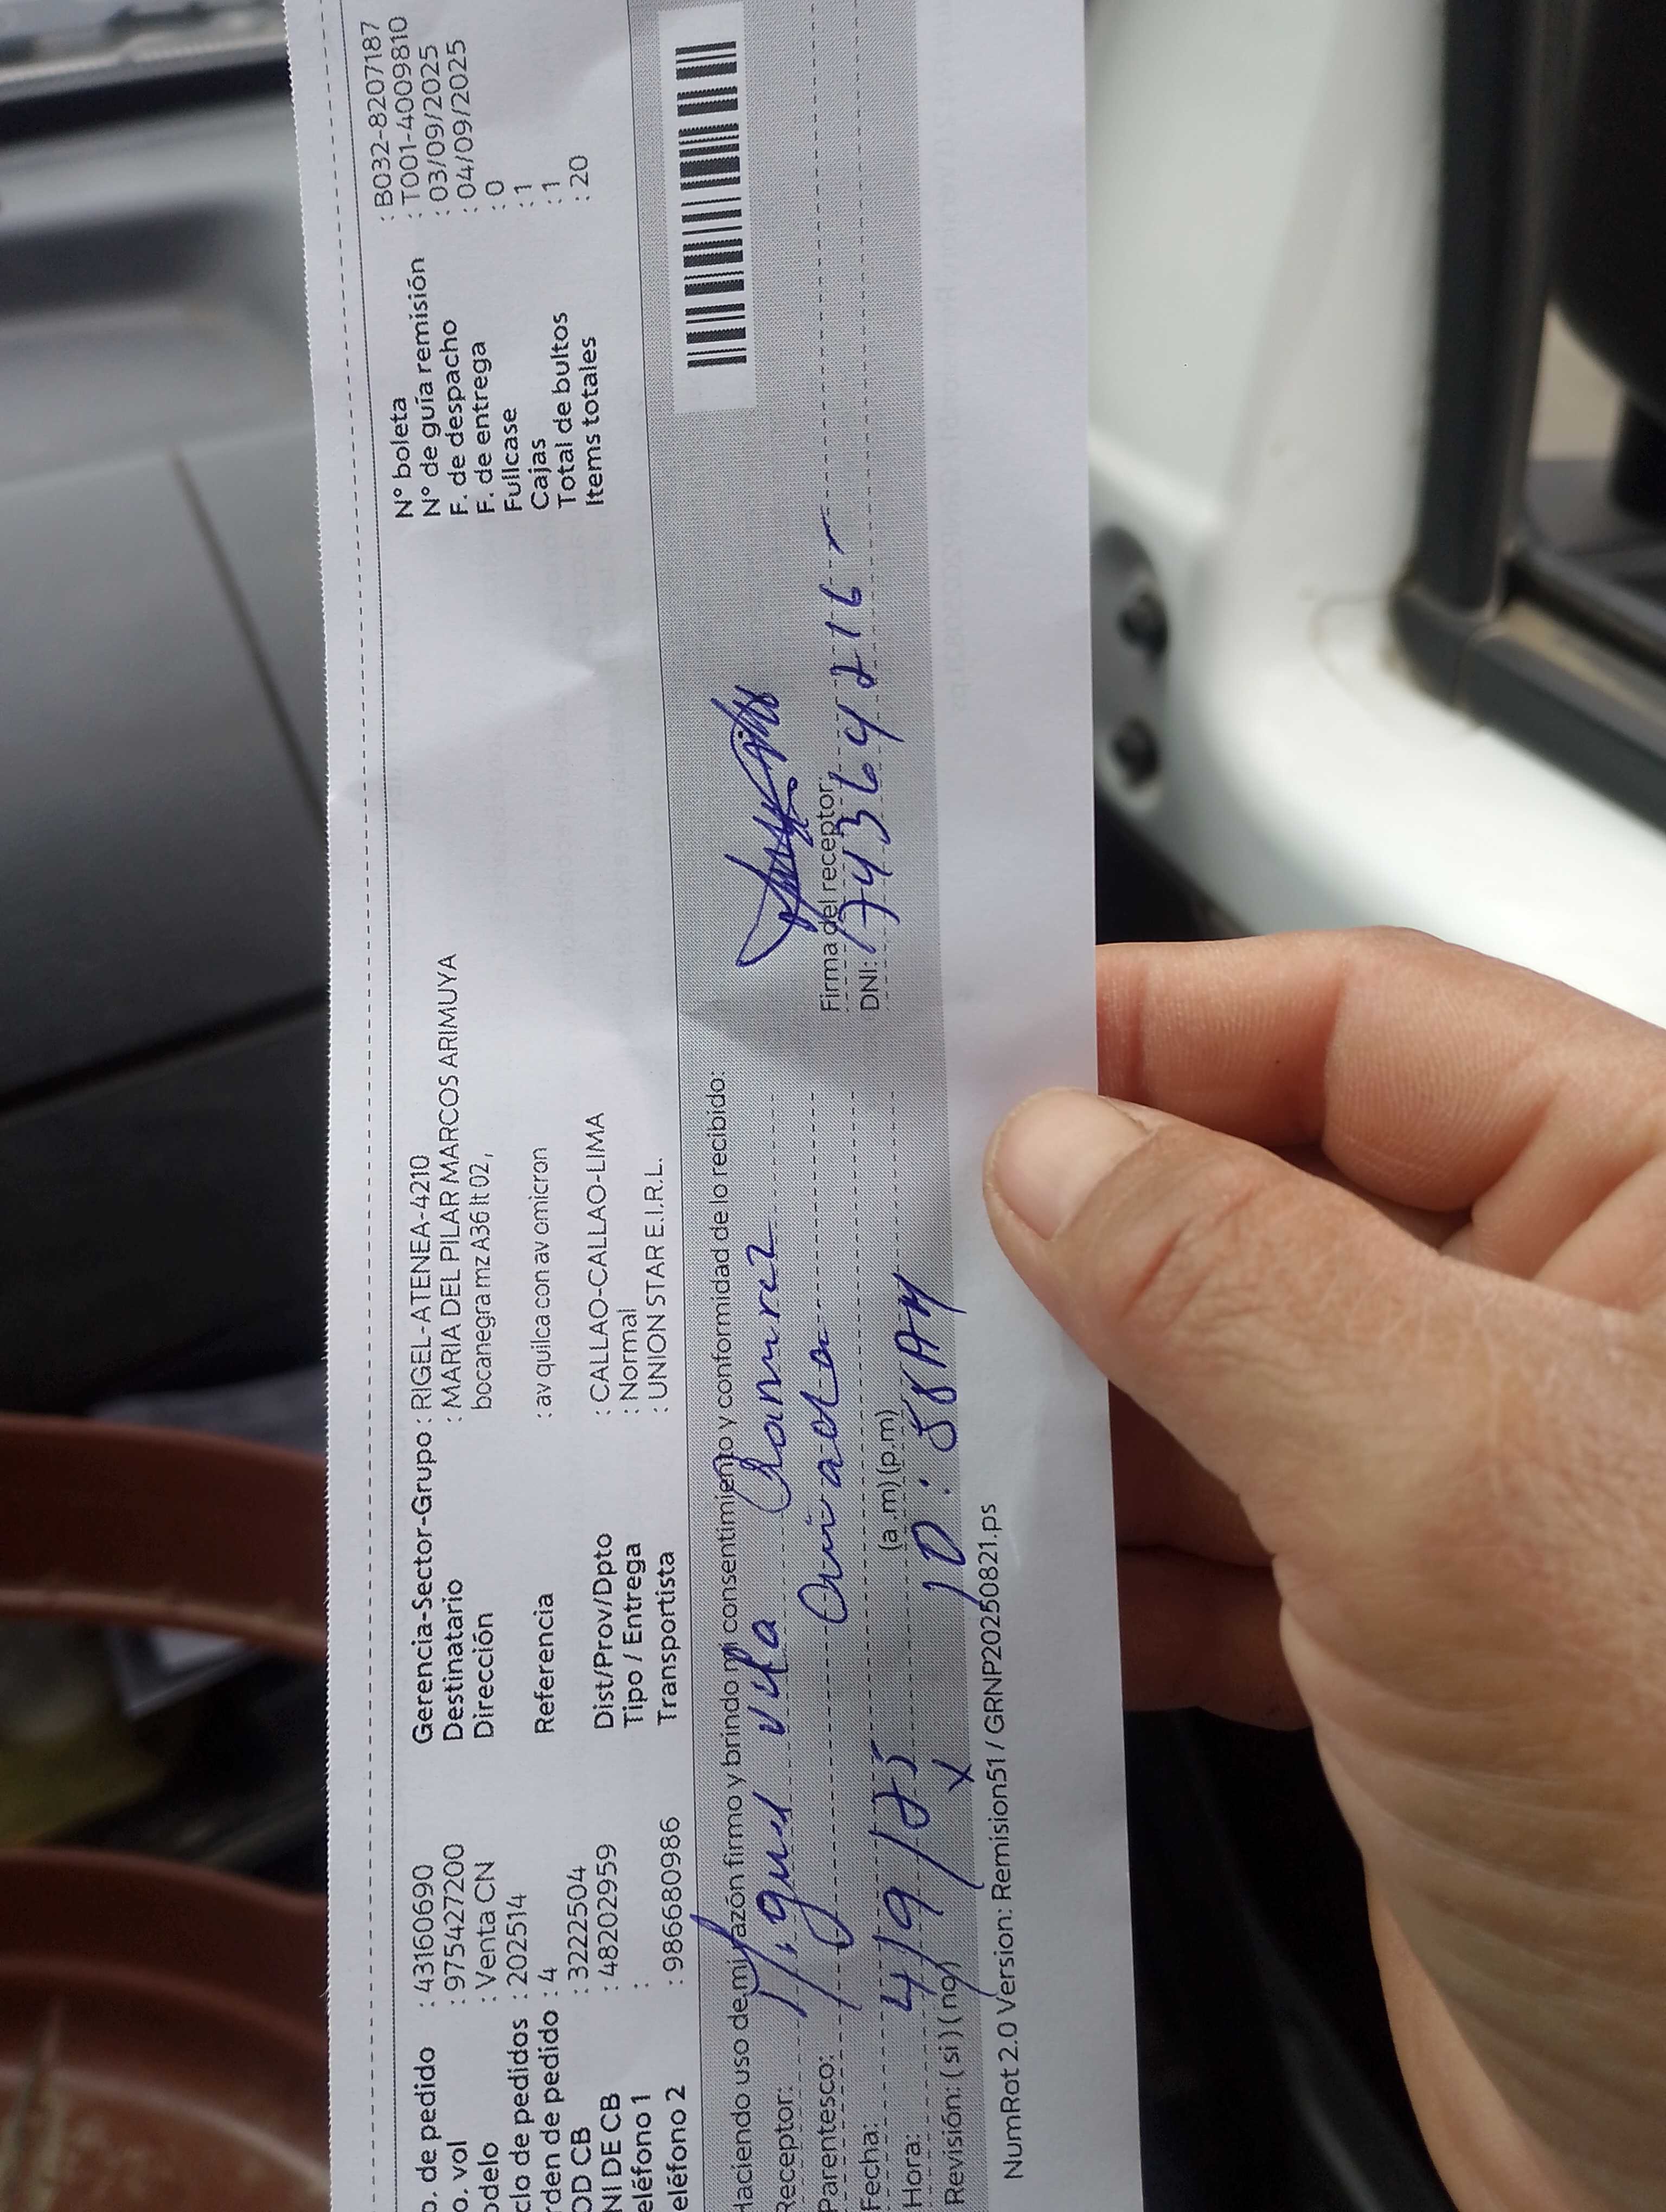 o. de pedido : 43160690 Gerencia-Sector-Grupo : RIGEL-ATENEA-4210 N° boleta : B032-8207187
o. vol : 975427200 Destinatario : MARIA DEL PILAR MARCOS ARIMUYA N° de guía remisión : T001-4009810
odelo : Venta CN Dirección bocanegra mz A36 lt 02, F. de despacho : 03/09/2025
clo de pedidos : 202514 F. de entrega : 04/09/2025
rden de pedido : 4 Referencia : av quilca con av omicron Fullcase : 0
OD CB : 32225504 Cajas : 1
NI DE CB : 48202959 Dist/Prov/Dpto : CALLAO-CALLAO-LIMA Total de bultos : 1
eléfono 1 : Tipo / Entrega : Normal Items totales : 20
eléfono 2 : 986680986 Transportista : UNION STAR E.I.R.L.
Haciendo uso de mi razón firmo y brindo mi consentimiento y conformidad de lo recibido:
Receptor: Miguel vila
Parentesco:
Firma del receptor
Fecha: 4/9/25 DNI: 74364216
Hora: (a.m)(p.m) 10:58AM
Revisión: ( si ) ( no ) X
NumRot 2.0 Version: Remision51 / GRNP20250821.ps